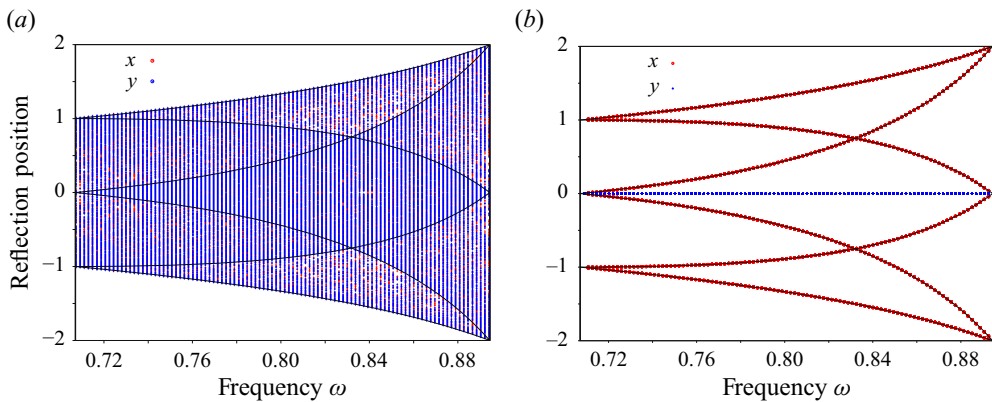 (a)
(b)
2
1
0
−1
−2
x
y
Reflection position
0.72
0.76
0.80
0.84
0.88
Frequency ω
2
1
0
−1
−2
x
y
0.72
0.76
0.80
0.84
0.88
Frequency ω